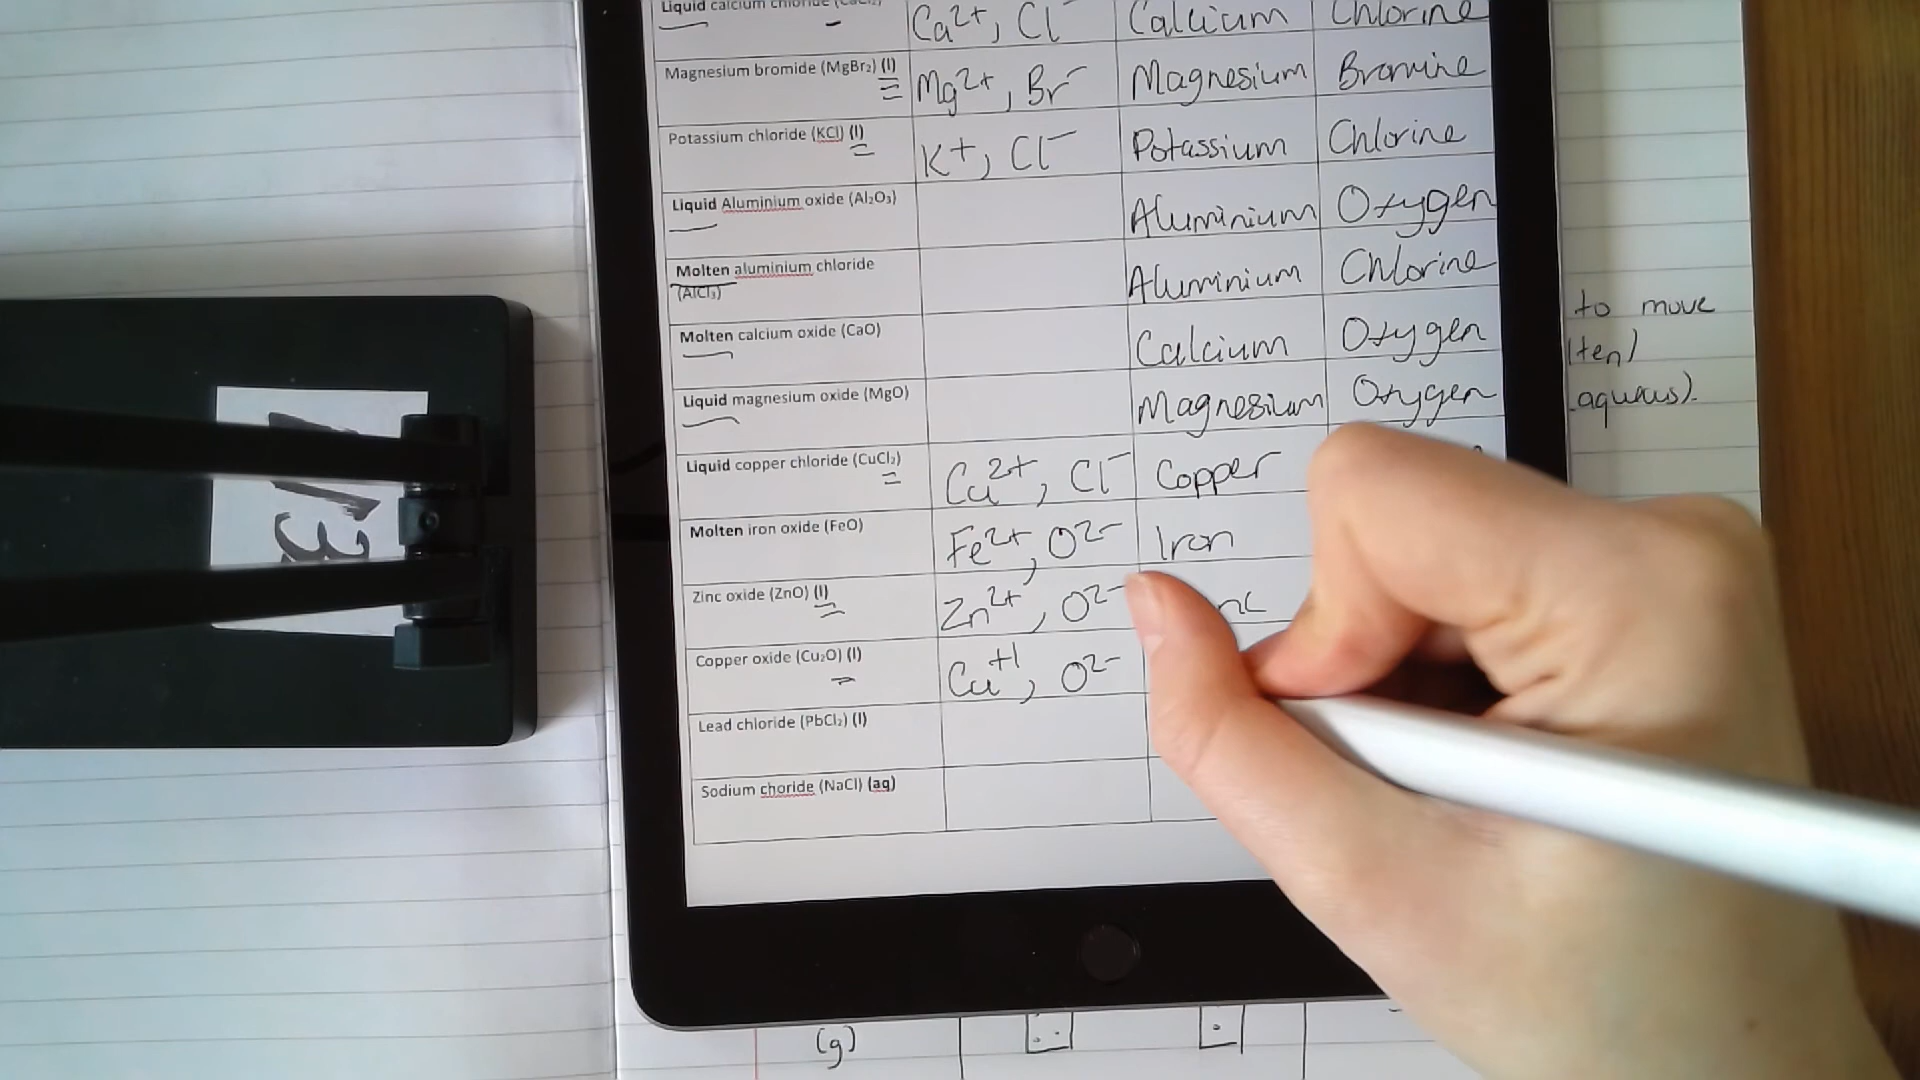 Liquid calcium chloride (CaCl₂) Ca²⁺, Cl⁻ Calcium Chlorine
Magnesium bromide (MgBr₂) (l) Mg²⁺, Br⁻ Magnesium Bromine
Potassium chloride (KCl) (l) K⁺, Cl⁻ Potassium Chlorine
Liquid Aluminium oxide (Al₂O₃) Aluminium Oxygen
Molten aluminium chloride
(AlCl₃) Aluminium Chlorine
Molten calcium oxide (CaO) Calcium Oxygen
Liquid magnesium oxide (MgO) Magnesium Oxygen
Liquid copper chloride (CuCl₂) Cu²⁺, Cl⁻ Copper
Molten iron oxide (FeO) Fe²⁺, O²⁻ Iron
Zinc oxide (ZnO) (l) Zn²⁺, O²⁻ nc
Copper oxide (Cu₂O) (l) Cu⁺¹, O²⁻
Lead chloride (PbCl₂) (l)
Sodium choride (NaCl) (aq)
to move
lten)
aqueous).
13
(g)